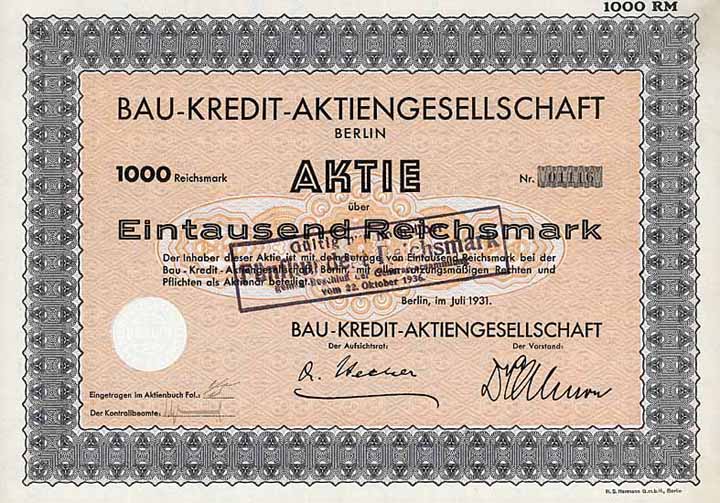 1000 RM
BAU-KREDIT-AKTIENGESELLSCHAFT
BERLIN
1000 Reichsmark AKTIE Nr.
über
Eintausend Reichsmark
Gültig
Reichsmark
vom 22. Oktober 1936.
Der Inhaber dieser Aktie ist mit dem Betrage von Eintausend Reichsmark bei der
Bau-Kredit-Aktiengesellschaft Berlin, mit allen satzungsmäßigen Rechten und
Pflichten als Aktionär beteiligt.
Berlin, im Juli 1931.
BAU-KREDIT-AKTIENGESELLSCHAFT
Der Aufsichtsrat: Der Vorstand:
Eingetragen im Aktienbuch Fol.:
Der Kontrollbeamte:
H. S. Hermann G.m.b.H., Berlin